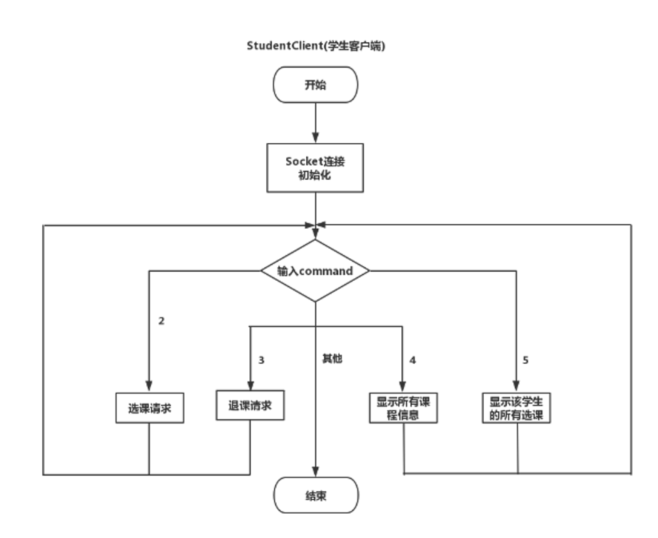 StudentClient(学生客户端)
开始
Socket连接
初始化
输入command
2
3
其他
4
5
选课请求
退课请求
显示所有课
程信息
显示该学生
的所有选课
结束